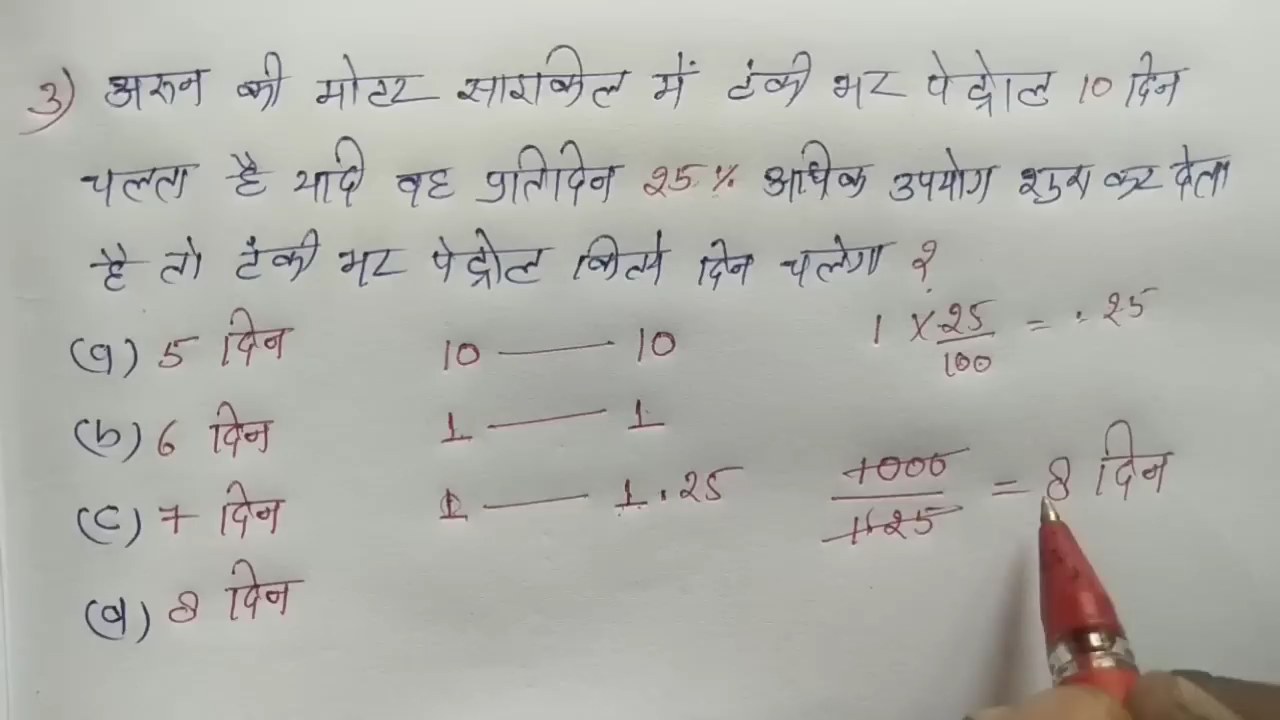 3) अरुन की मोटर साइकिल में टंकी भर पेट्रोल 10 दिन
चलता है यदि वह प्रतिदिन 25% अधिक उपयोग शुरू कर देता
है तो टंकी भर पेट्रोल कितने दिन चलेगा ?
(a) 5 दिन
(b) 6 दिन
(c) 7 दिन
(d) 8 दिन
10 — 10
1 — 1
1 — 1.25
1 × 25/100 = .25
1000/125 = 8 दिन